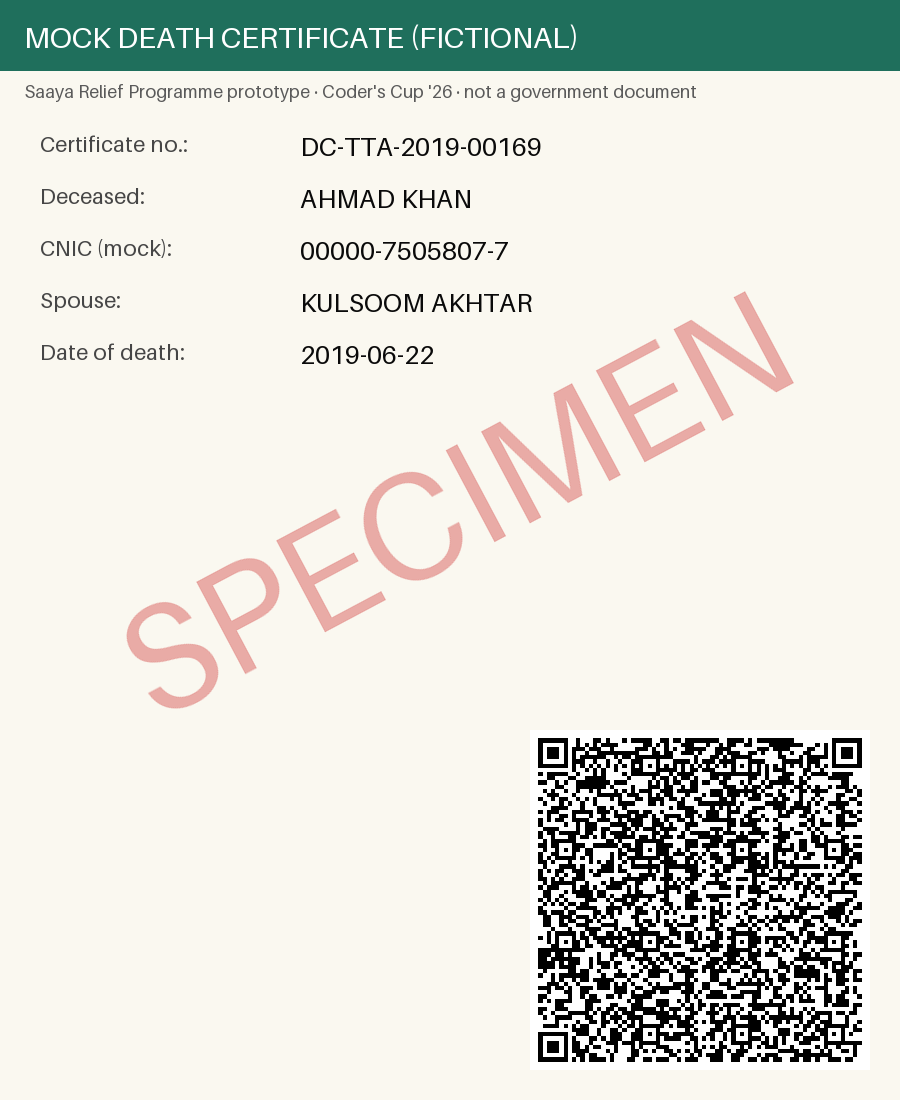 MOCK DEATH CERTIFICATE (FICTIONAL)
Saaya Relief Programme prototype · Coder's Cup '26 · not a government document
Certificate no.: DC-TTA-2019-00169
Deceased: AHMAD KHAN
CNIC (mock): 00000-7505807-7
Spouse: KULSOOM AKHTAR
Date of death: 2019-06-22
SPECIMEN